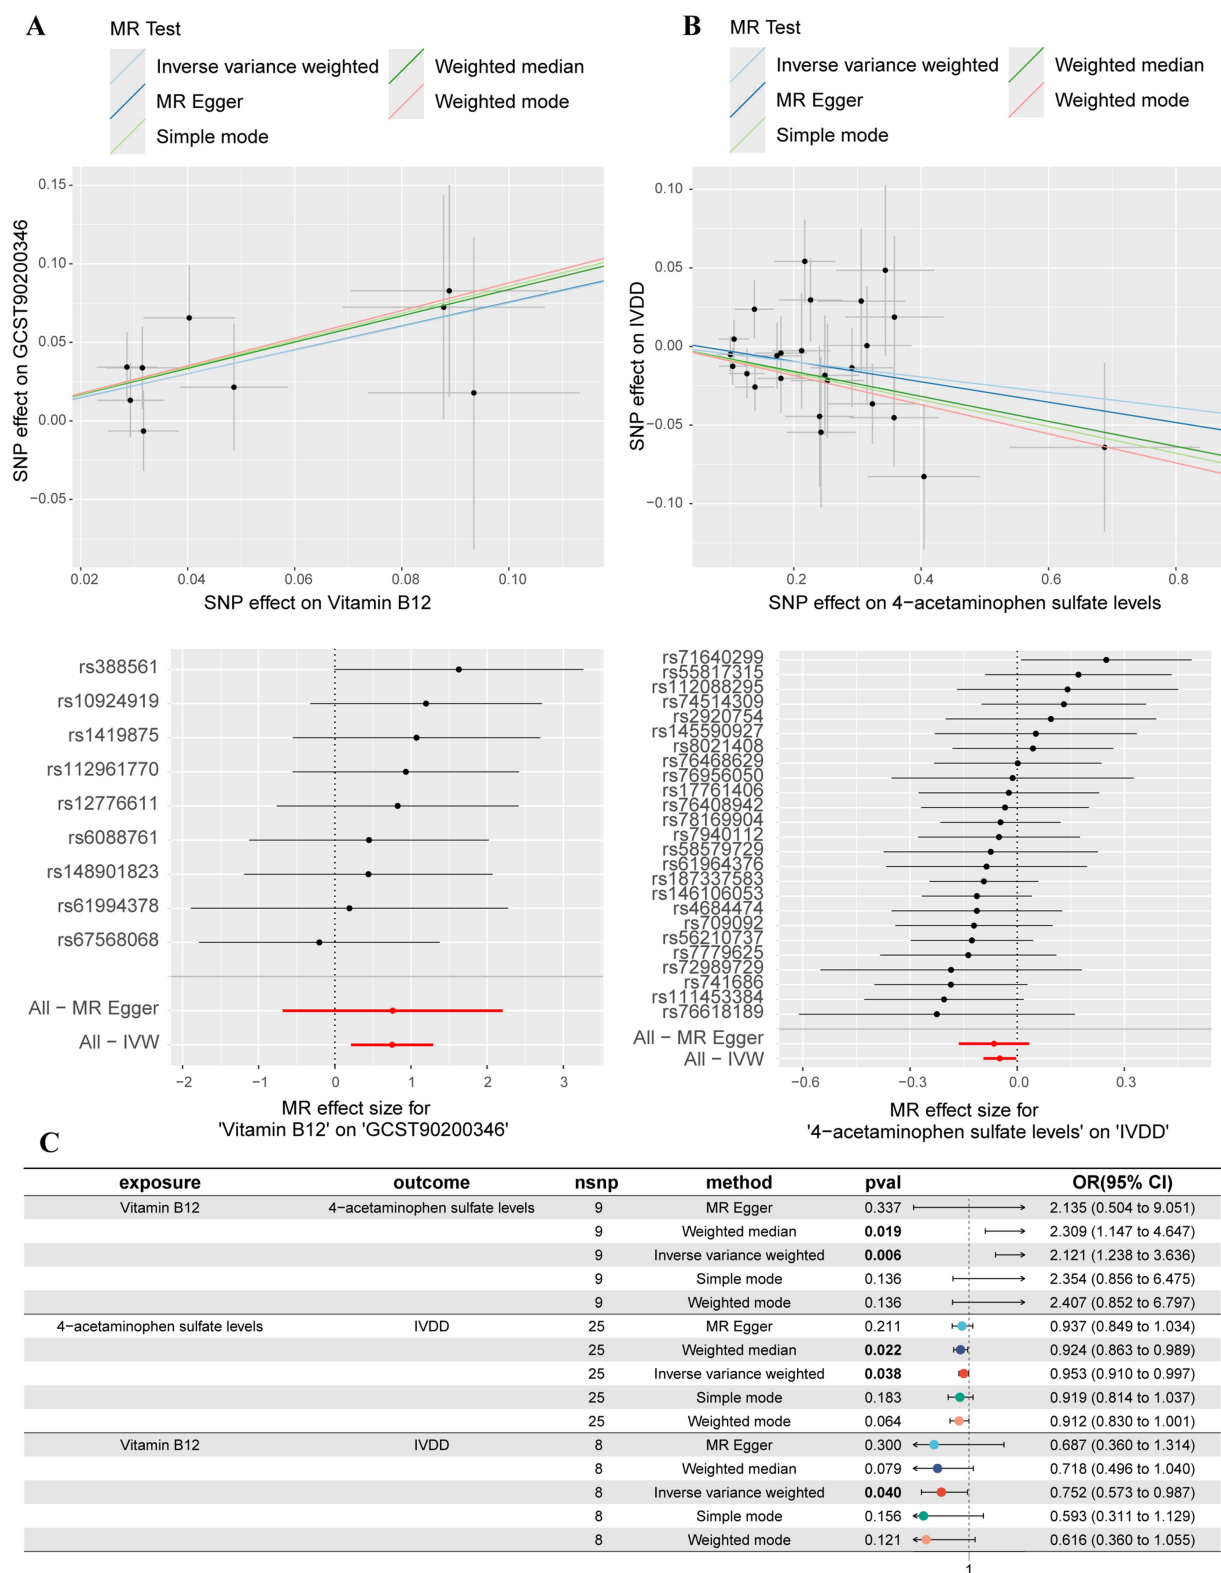 A
MR Test
Inverse variance weighted
MR Egger
Simple mode
Weighted median
Weighted mode
SNP effect on GCST90200346
0.15
0.10
0.05
0.00
−0.05
0.02
0.04
0.06
0.08
0.10
SNP effect on Vitamin B12
B
MR Test
Inverse variance weighted
MR Egger
Simple mode
Weighted median
Weighted mode
SNP effect on IVDD
0.10
0.05
0.00
−0.05
−0.10
0.2
0.4
0.6
0.8
SNP effect on 4−acetaminophen sulfate levels
rs388561
rs10924919
rs1419875
rs112961770
rs12776611
rs6088761
rs148901823
rs61994378
rs67568068
All − MR Egger
All − IVW
−2
−1
0
1
2
3
MR effect size for
'Vitamin B12' on 'GCST90200346'
rs71640299
rs55817315
rs112088295
rs74514309
rs2920754
rs145590927
rs8021408
rs76468629
rs76956050
rs17761406
rs76408942
rs78169904
rs7940112
rs58579729
rs61964376
rs187337583
rs146106053
rs4684474
rs709092
rs56210737
rs7779625
rs72989729
rs741686
rs111453384
rs76618189
All − MR Egger
All − IVW
−0.6
−0.3
0.0
0.3
MR effect size for
'4−acetaminophen sulfate levels' on 'IVDD'
C
exposure outcome nsnp method pval OR(95% CI)
Vitamin B12 4−acetaminophen sulfate levels 9 MR Egger 0.337 2.135 (0.504 to 9.051)
9 Weighted median 0.019 2.309 (1.147 to 4.647)
9 Inverse variance weighted 0.006 2.121 (1.238 to 3.636)
9 Simple mode 0.136 2.354 (0.856 to 6.475)
9 Weighted mode 0.136 2.407 (0.852 to 6.797)
4−acetaminophen sulfate levels IVDD 25 MR Egger 0.211 0.937 (0.849 to 1.034)
25 Weighted median 0.022 0.924 (0.863 to 0.989)
25 Inverse variance weighted 0.038 0.953 (0.910 to 0.997)
25 Simple mode 0.183 0.919 (0.814 to 1.037)
25 Weighted mode 0.064 0.912 (0.830 to 1.001)
Vitamin B12 IVDD 8 MR Egger 0.300 0.687 (0.360 to 1.314)
8 Weighted median 0.079 0.718 (0.496 to 1.040)
8 Inverse variance weighted 0.040 0.752 (0.573 to 0.987)
8 Simple mode 0.156 0.593 (0.311 to 1.129)
8 Weighted mode 0.121 0.616 (0.360 to 1.055)
1